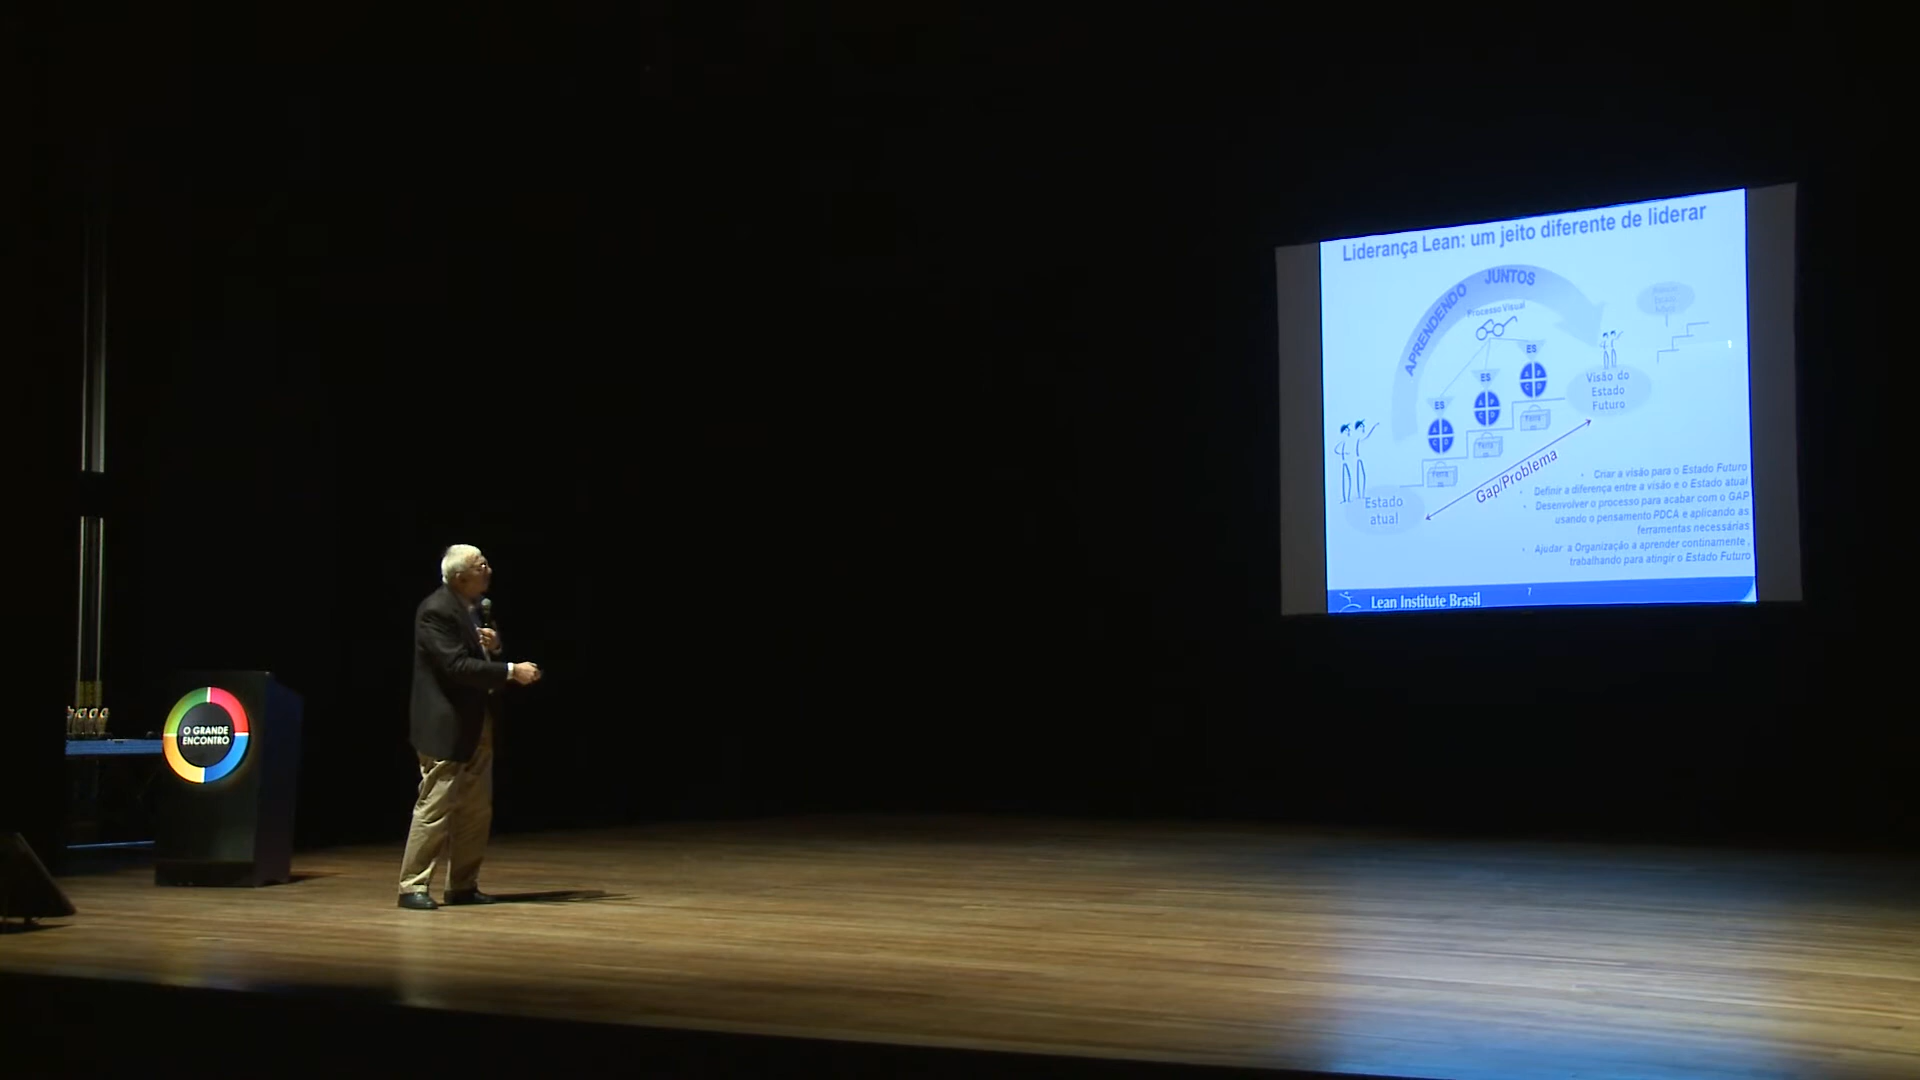 Liderança Lean: um jeito diferente de liderar
APRENDENDO JUNTOS
Processo Visual
ES
ES
ES
A P
C D
A P
C D
A P
C D
Visão do
Estado
Futuro
Estado
atual
Gap/Problema
• Criar a visão para o Estado Futuro
• Definir a diferença entre a visão e o Estado atual
• Desenvolver o processo para acabar com o GAP
usando o pensamento PDCA e aplicando as
ferramentas necessárias
• Ajudar a Organização a aprender continamente,
trabalhando para atingir o Estado Futuro
Lean Institute Brasil
7
O GRANDE
ENCONTRO